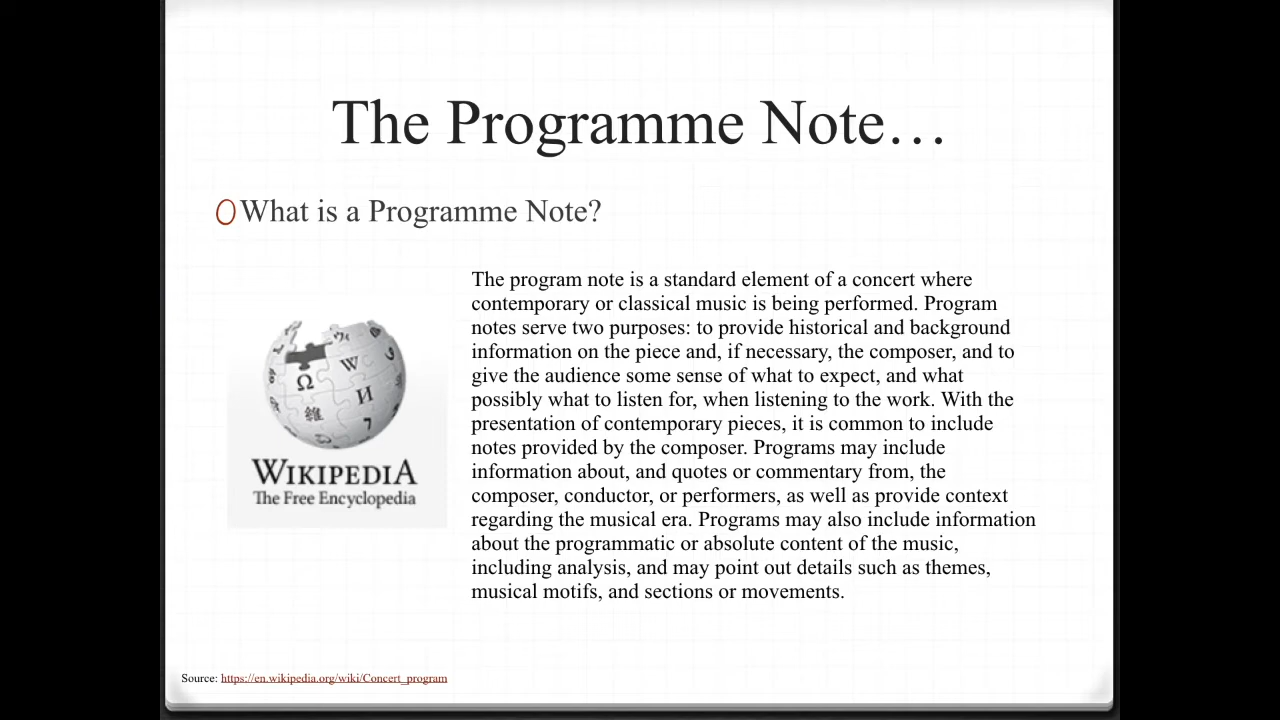 The Programme Note…
What is a Programme Note?
The program note is a standard element of a concert where
contemporary or classical music is being performed. Program
notes serve two purposes: to provide historical and background
information on the piece and, if necessary, the composer, and to
give the audience some sense of what to expect, and what
possibly what to listen for, when listening to the work. With the
presentation of contemporary pieces, it is common to include
notes provided by the composer. Programs may include
information about, and quotes or commentary from, the
composer, conductor, or performers, as well as provide context
regarding the musical era. Programs may also include information
about the programmatic or absolute content of the music,
including analysis, and may point out details such as themes,
musical motifs, and sections or movements.
Ω
W
И
維
WIKIPEDIA
The Free Encyclopedia
Source: https://en.wikipedia.org/wiki/Concert_program